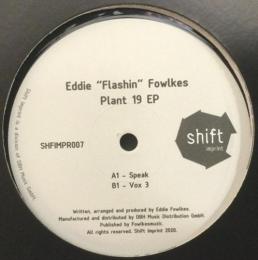 Eddie "Flashin" Fowlkes
Plant 19 EP
SHFIMPR007
shift
imprint
A1 - Speak
B1 - Vox 3
Written, arranged and produced by Eddie Fowlkes.
Manufactured and distributed by DBH Music Distribution GmbH.
Published by Fowlkesmusic.
All rights reserved. Shift Imprint 2020.
Shift Imprint is a division of DBH Music GmbH